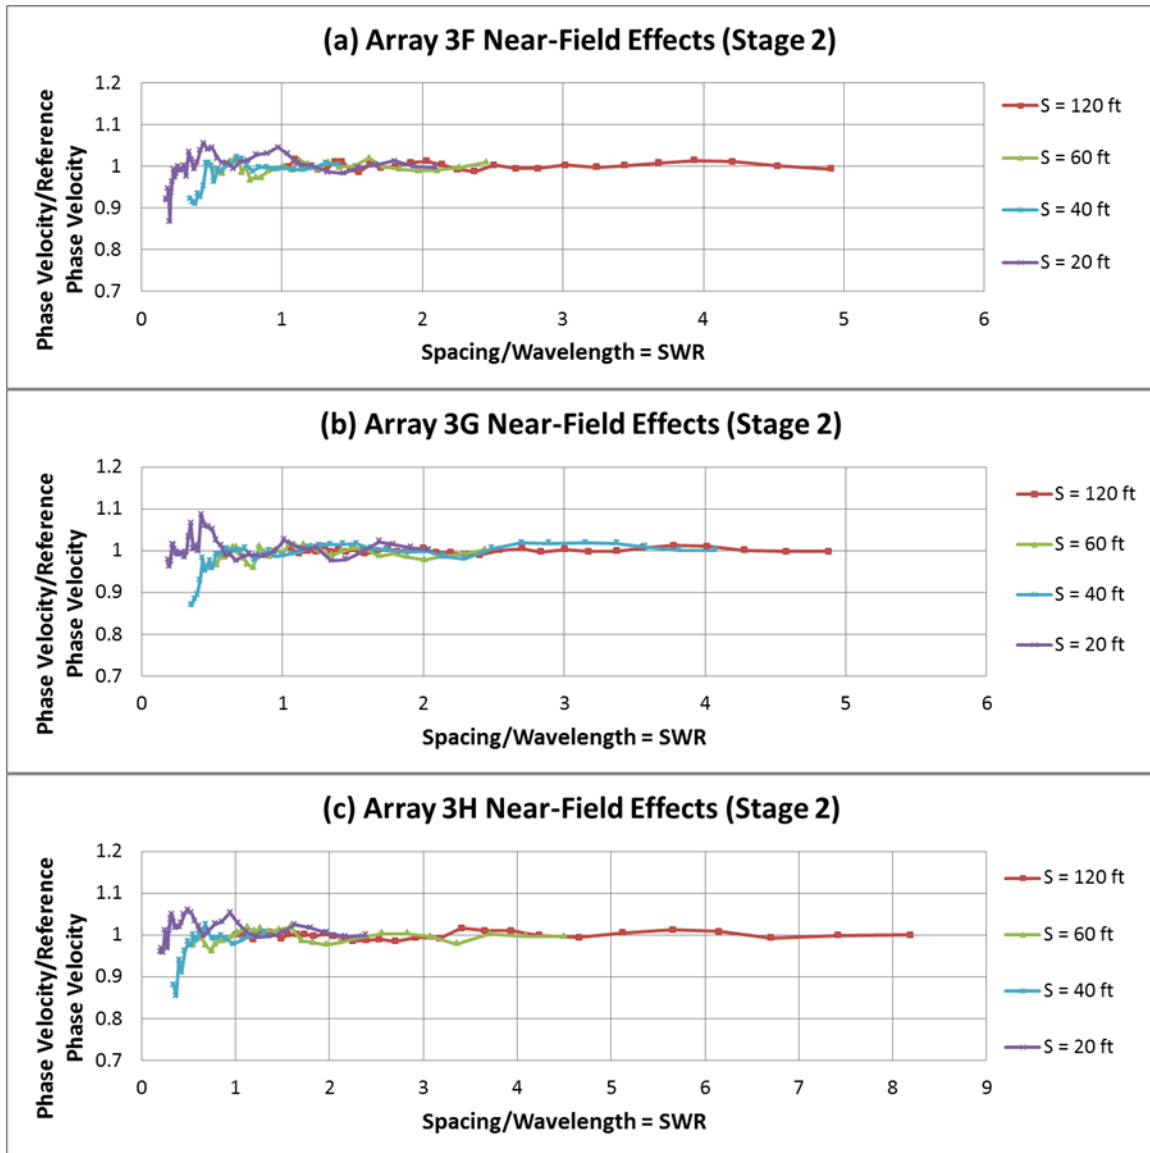 (a) Array 3F Near-Field Effects (Stage 2)
Phase Velocity/Reference
Phase Velocity
1.2
1.1
1
0.9
0.8
0.7
0 1 2 3 4 5 6
Spacing/Wavelength = SWR
S = 120 ft
S = 60 ft
S = 40 ft
S = 20 ft
(b) Array 3G Near-Field Effects (Stage 2)
Phase Velocity/Reference
Phase Velocity
1.2
1.1
1
0.9
0.8
0.7
0 1 2 3 4 5 6
Spacing/Wavelength = SWR
S = 120 ft
S = 60 ft
S = 40 ft
S = 20 ft
(c) Array 3H Near-Field Effects (Stage 2)
Phase Velocity/Reference
Phase Velocity
1.2
1.1
1
0.9
0.8
0.7
0 1 2 3 4 5 6 7 8 9
Spacing/Wavelength = SWR
S = 120 ft
S = 60 ft
S = 40 ft
S = 20 ft